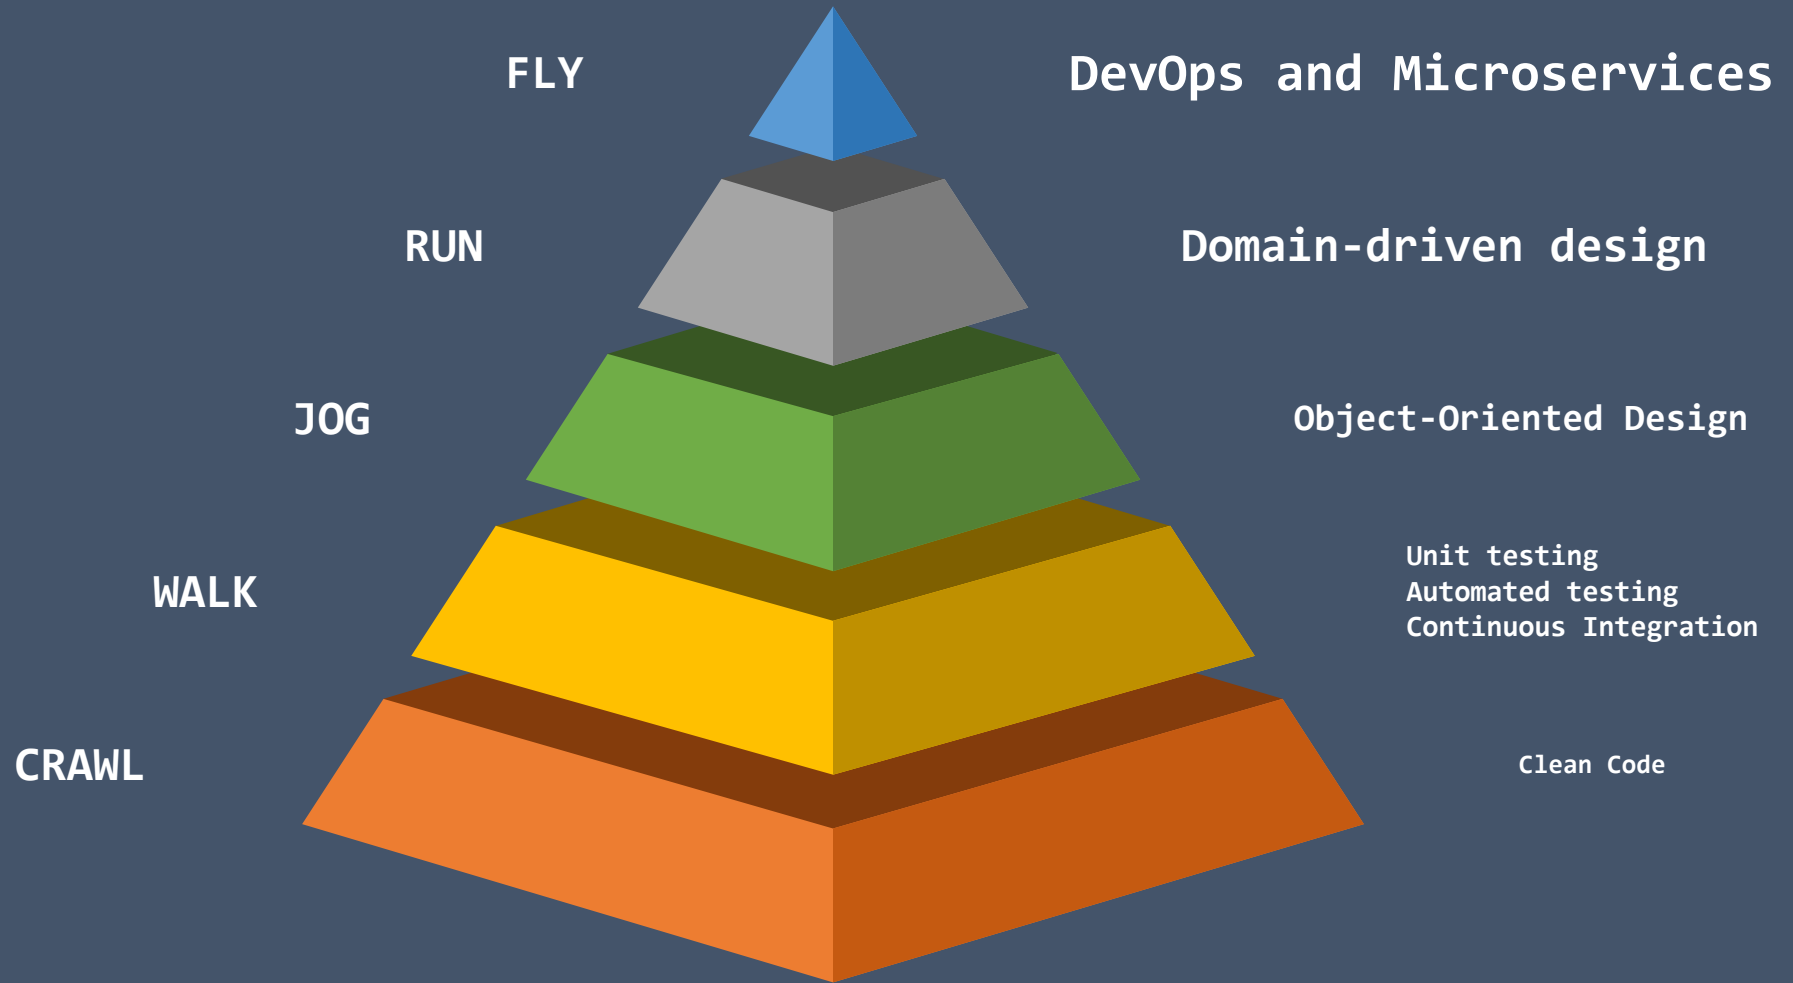 FLY
DevOps and Microservices
RUN
Domain-driven design
JOG
Object-Oriented Design
WALK
Unit testing
Automated testing
Continuous Integration
CRAWL
Clean Code